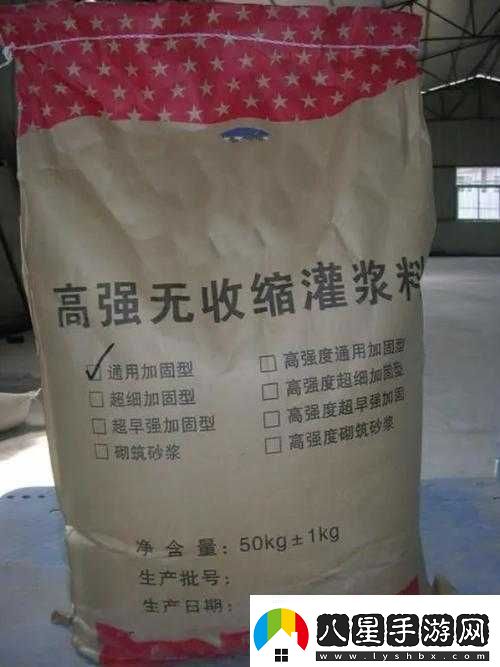 高强无收缩灌浆料
通用加固型
超细加固型
超早强加固型
砌筑砂浆
高强度通用加固型
高强度超细加固型
高强度超早强加固
高强度砌筑砂浆
净含量：50kg±1kg
生产批号：
生产日期：
八星手游网
www.lyshbx.com